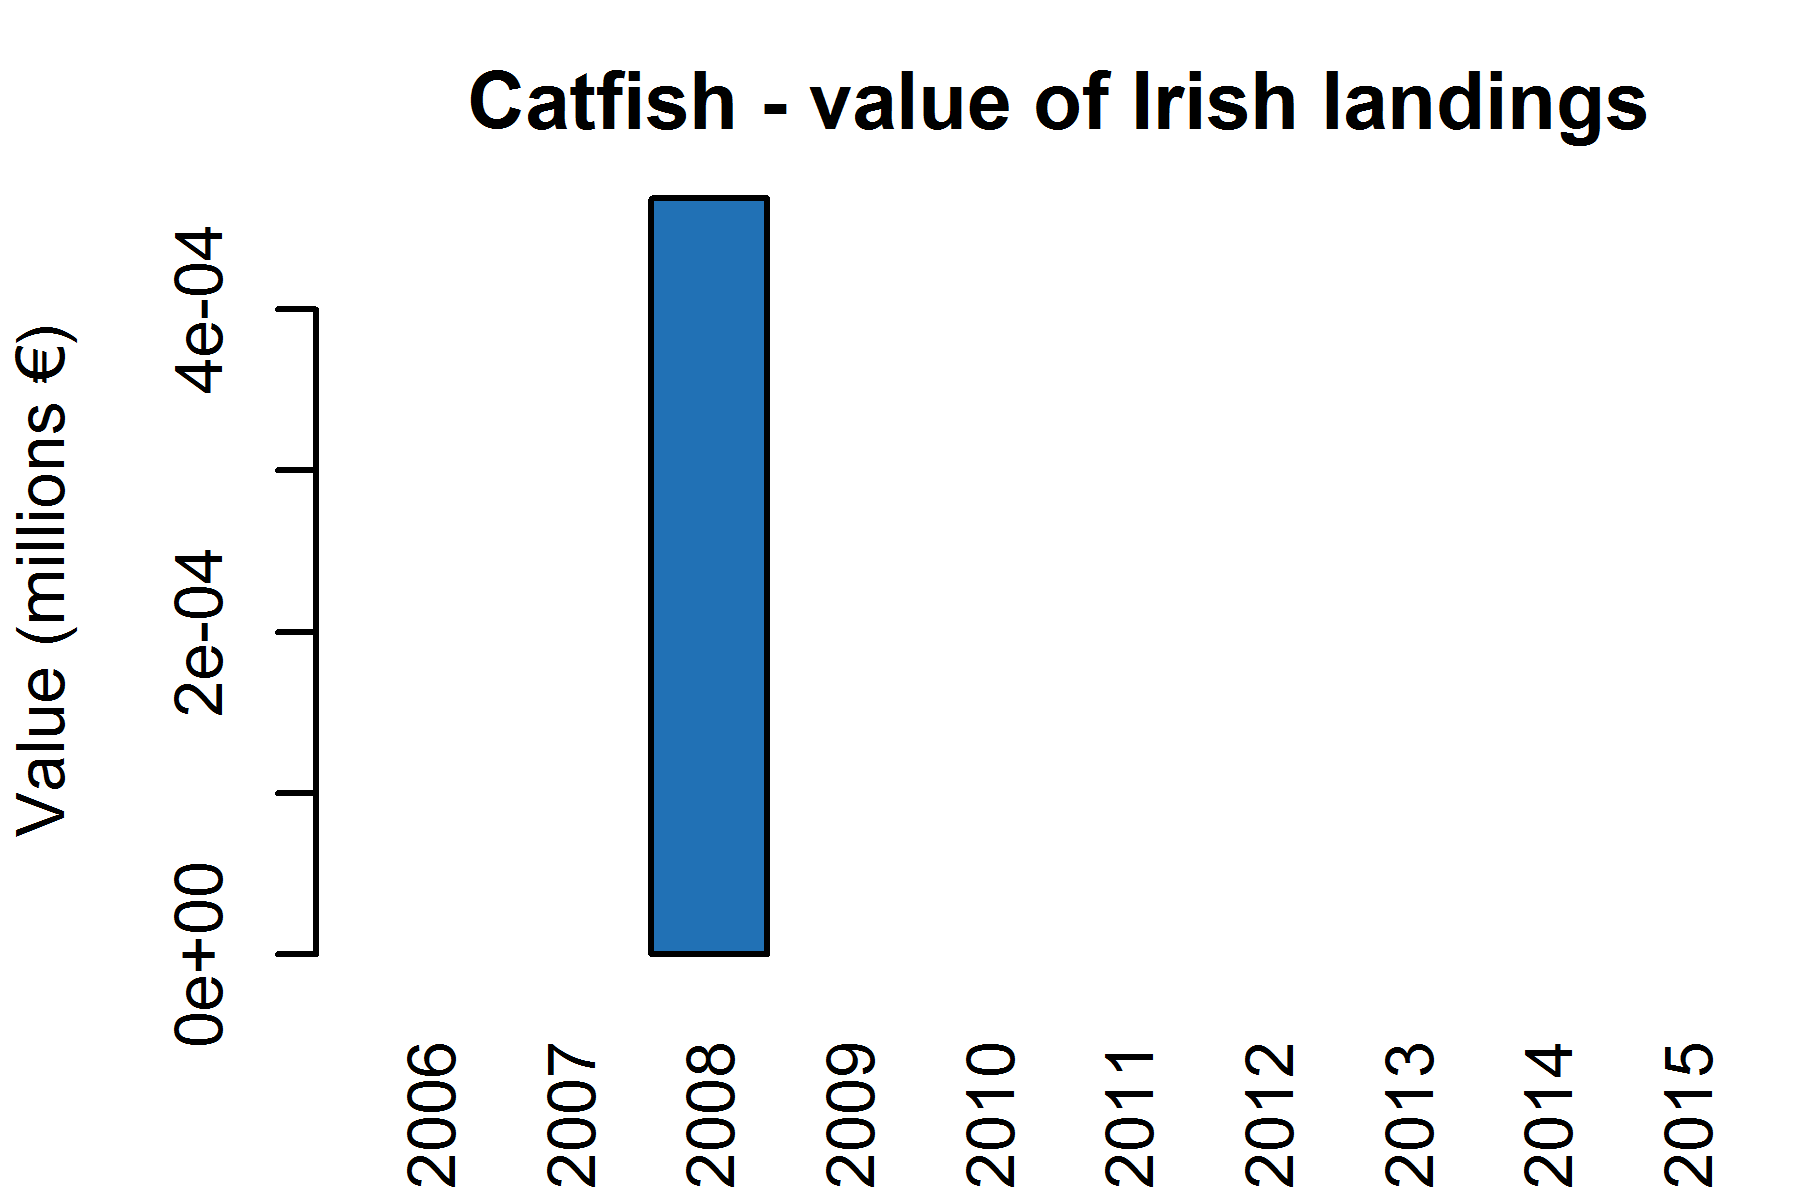 Catfish - value of Irish landings
Value (millions €)
4e-04
2e-04
0e+00
2006
2007
2008
2009
2010
2011
2012
2013
2014
2015